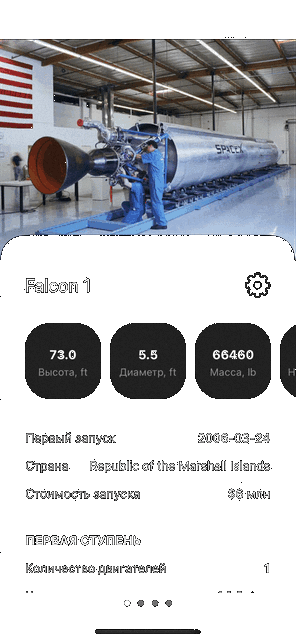 SPACEX
Falcon 1
73.0 5.5 66460
Высота, ft Диаметр, ft Масса, lb
Первый запуск 2006-03-24
Страна Republic of the Marshall Islands
Стоимость запуска $6 млн
ПЕРВАЯ СТУПЕНЬ
Количество двигателей 1